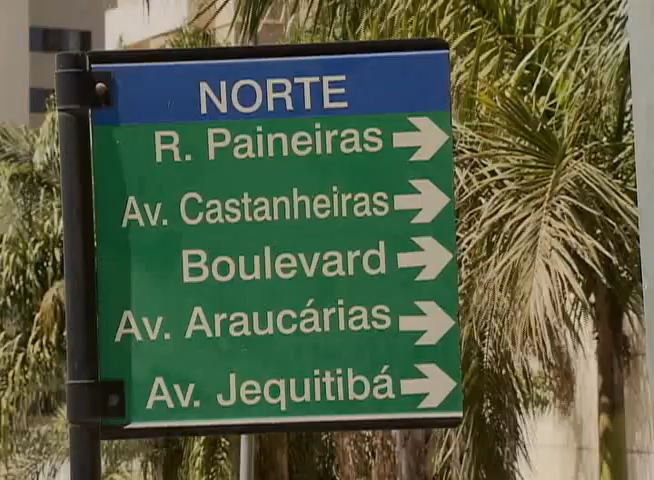 NORTE
R. Paineiras
Av. Castanheiras
Boulevard
Av. Araucárias
Av. Jequitibá